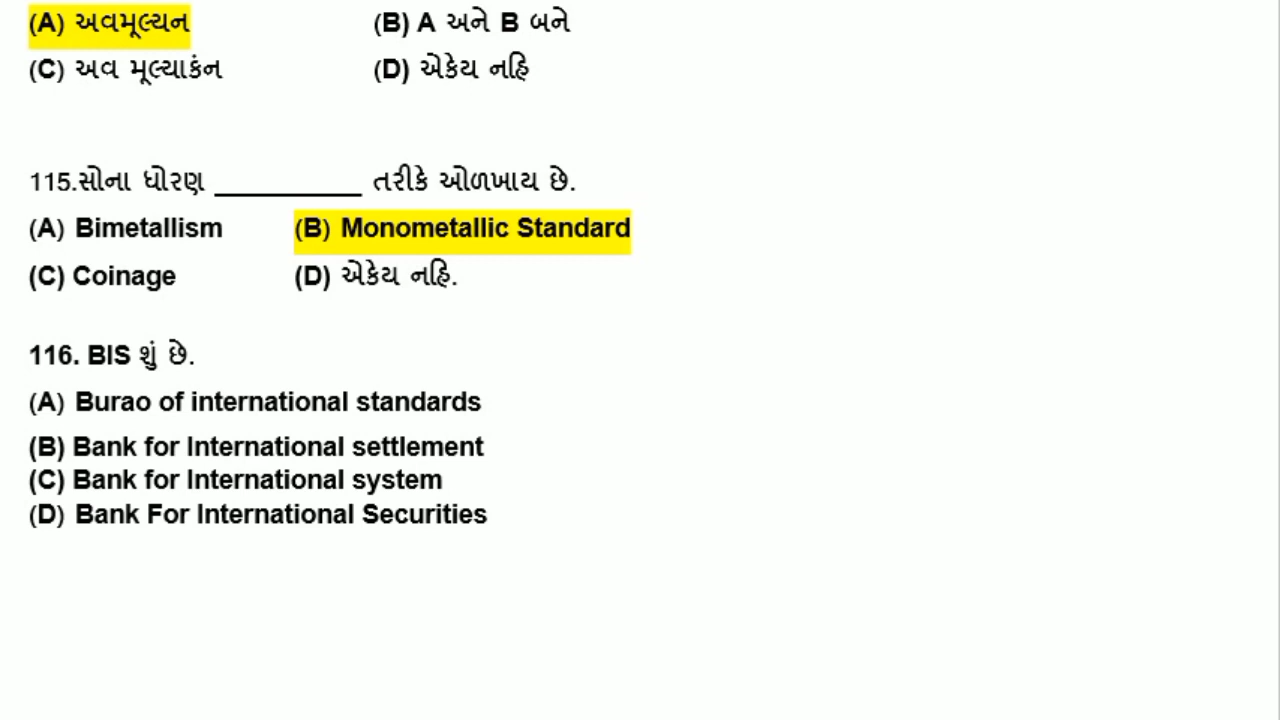 (A) અવમૂલ્યન (B) A અને B બને
(C) અવ મૂલ્યાકંન (D) એકેય નહિ
115.સોના ધોરણ __________ તરીકે ઓળખાય છે.
(A) Bimetallism (B) Monometallic Standard
(C) Coinage (D) એકેય નહિ.
116. BIS શું છે.
(A) Burao of international standards
(B) Bank for International settlement
(C) Bank for International system
(D) Bank For International Securities